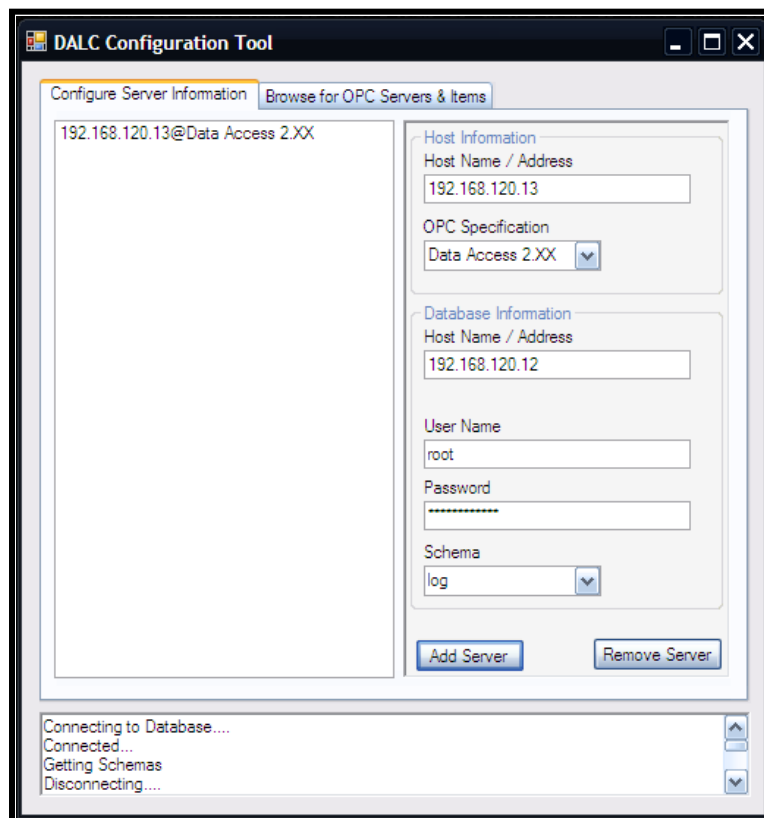 DALC Configuration Tool
Configure Server Information
Browse for OPC Servers & Items
192.168.120.13@Data Access 2.XX
Host Information
Host Name / Address
192.168.120.13
OPC Specification
Data Access 2.XX
Database Information
Host Name / Address
192.168.120.12
User Name
root
Password
************
Schema
log
Add Server
Remove Server
Connecting to Database....
Connected...
Getting Schemas
Disconnecting....